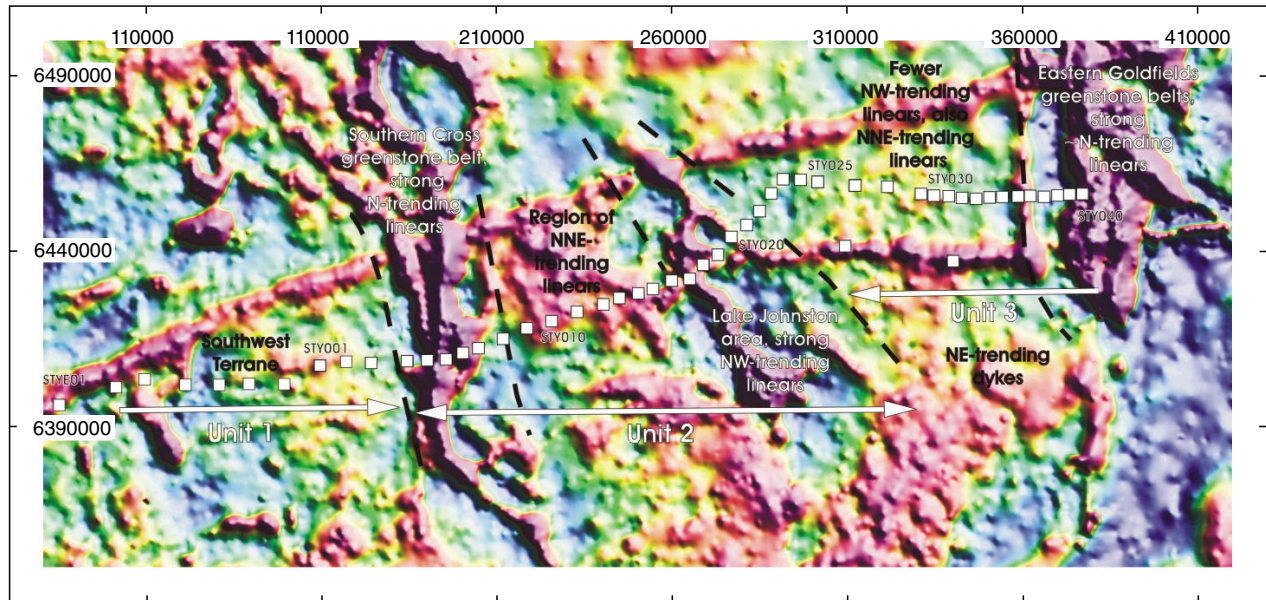 110000 110000 2100000 260000 310000 360000 410000
6490000
6440000
6390000
Fewer
NW-trending
linears, also
NNE-trending
linears
Eastern Goldfields
greenstone belts,
strong
~N-trending
linears
Southern Cross
greenstone belt,
strong
N-trending
linears
STY025
STY030
STY040
Region of
NNE-
trending
linears
STY020
Unit 3
Lake Johnston
area, strong
NW-trending
linears
NE-trending
dykes
Southwest
Terrane
STY001
STY010
STYE01
Unit 1
Unit 2